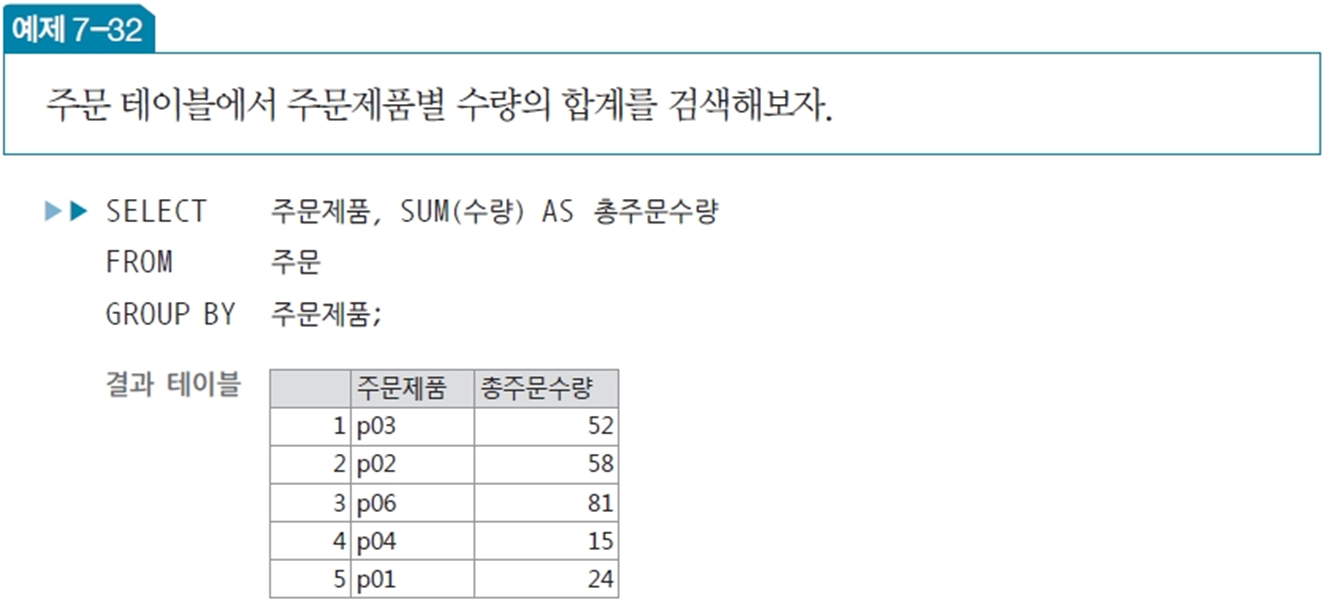 예제 7-32
주문 테이블에서 주문제품별 수량의 합계를 검색해보자.
▶▶ SELECT 주문제품, SUM(수량) AS 총주문수량
FROM 주문
GROUP BY 주문제품;
결과 테이블
주문제품 총주문수량
1 p03 52
2 p02 58
3 p06 81
4 p04 15
5 p01 24